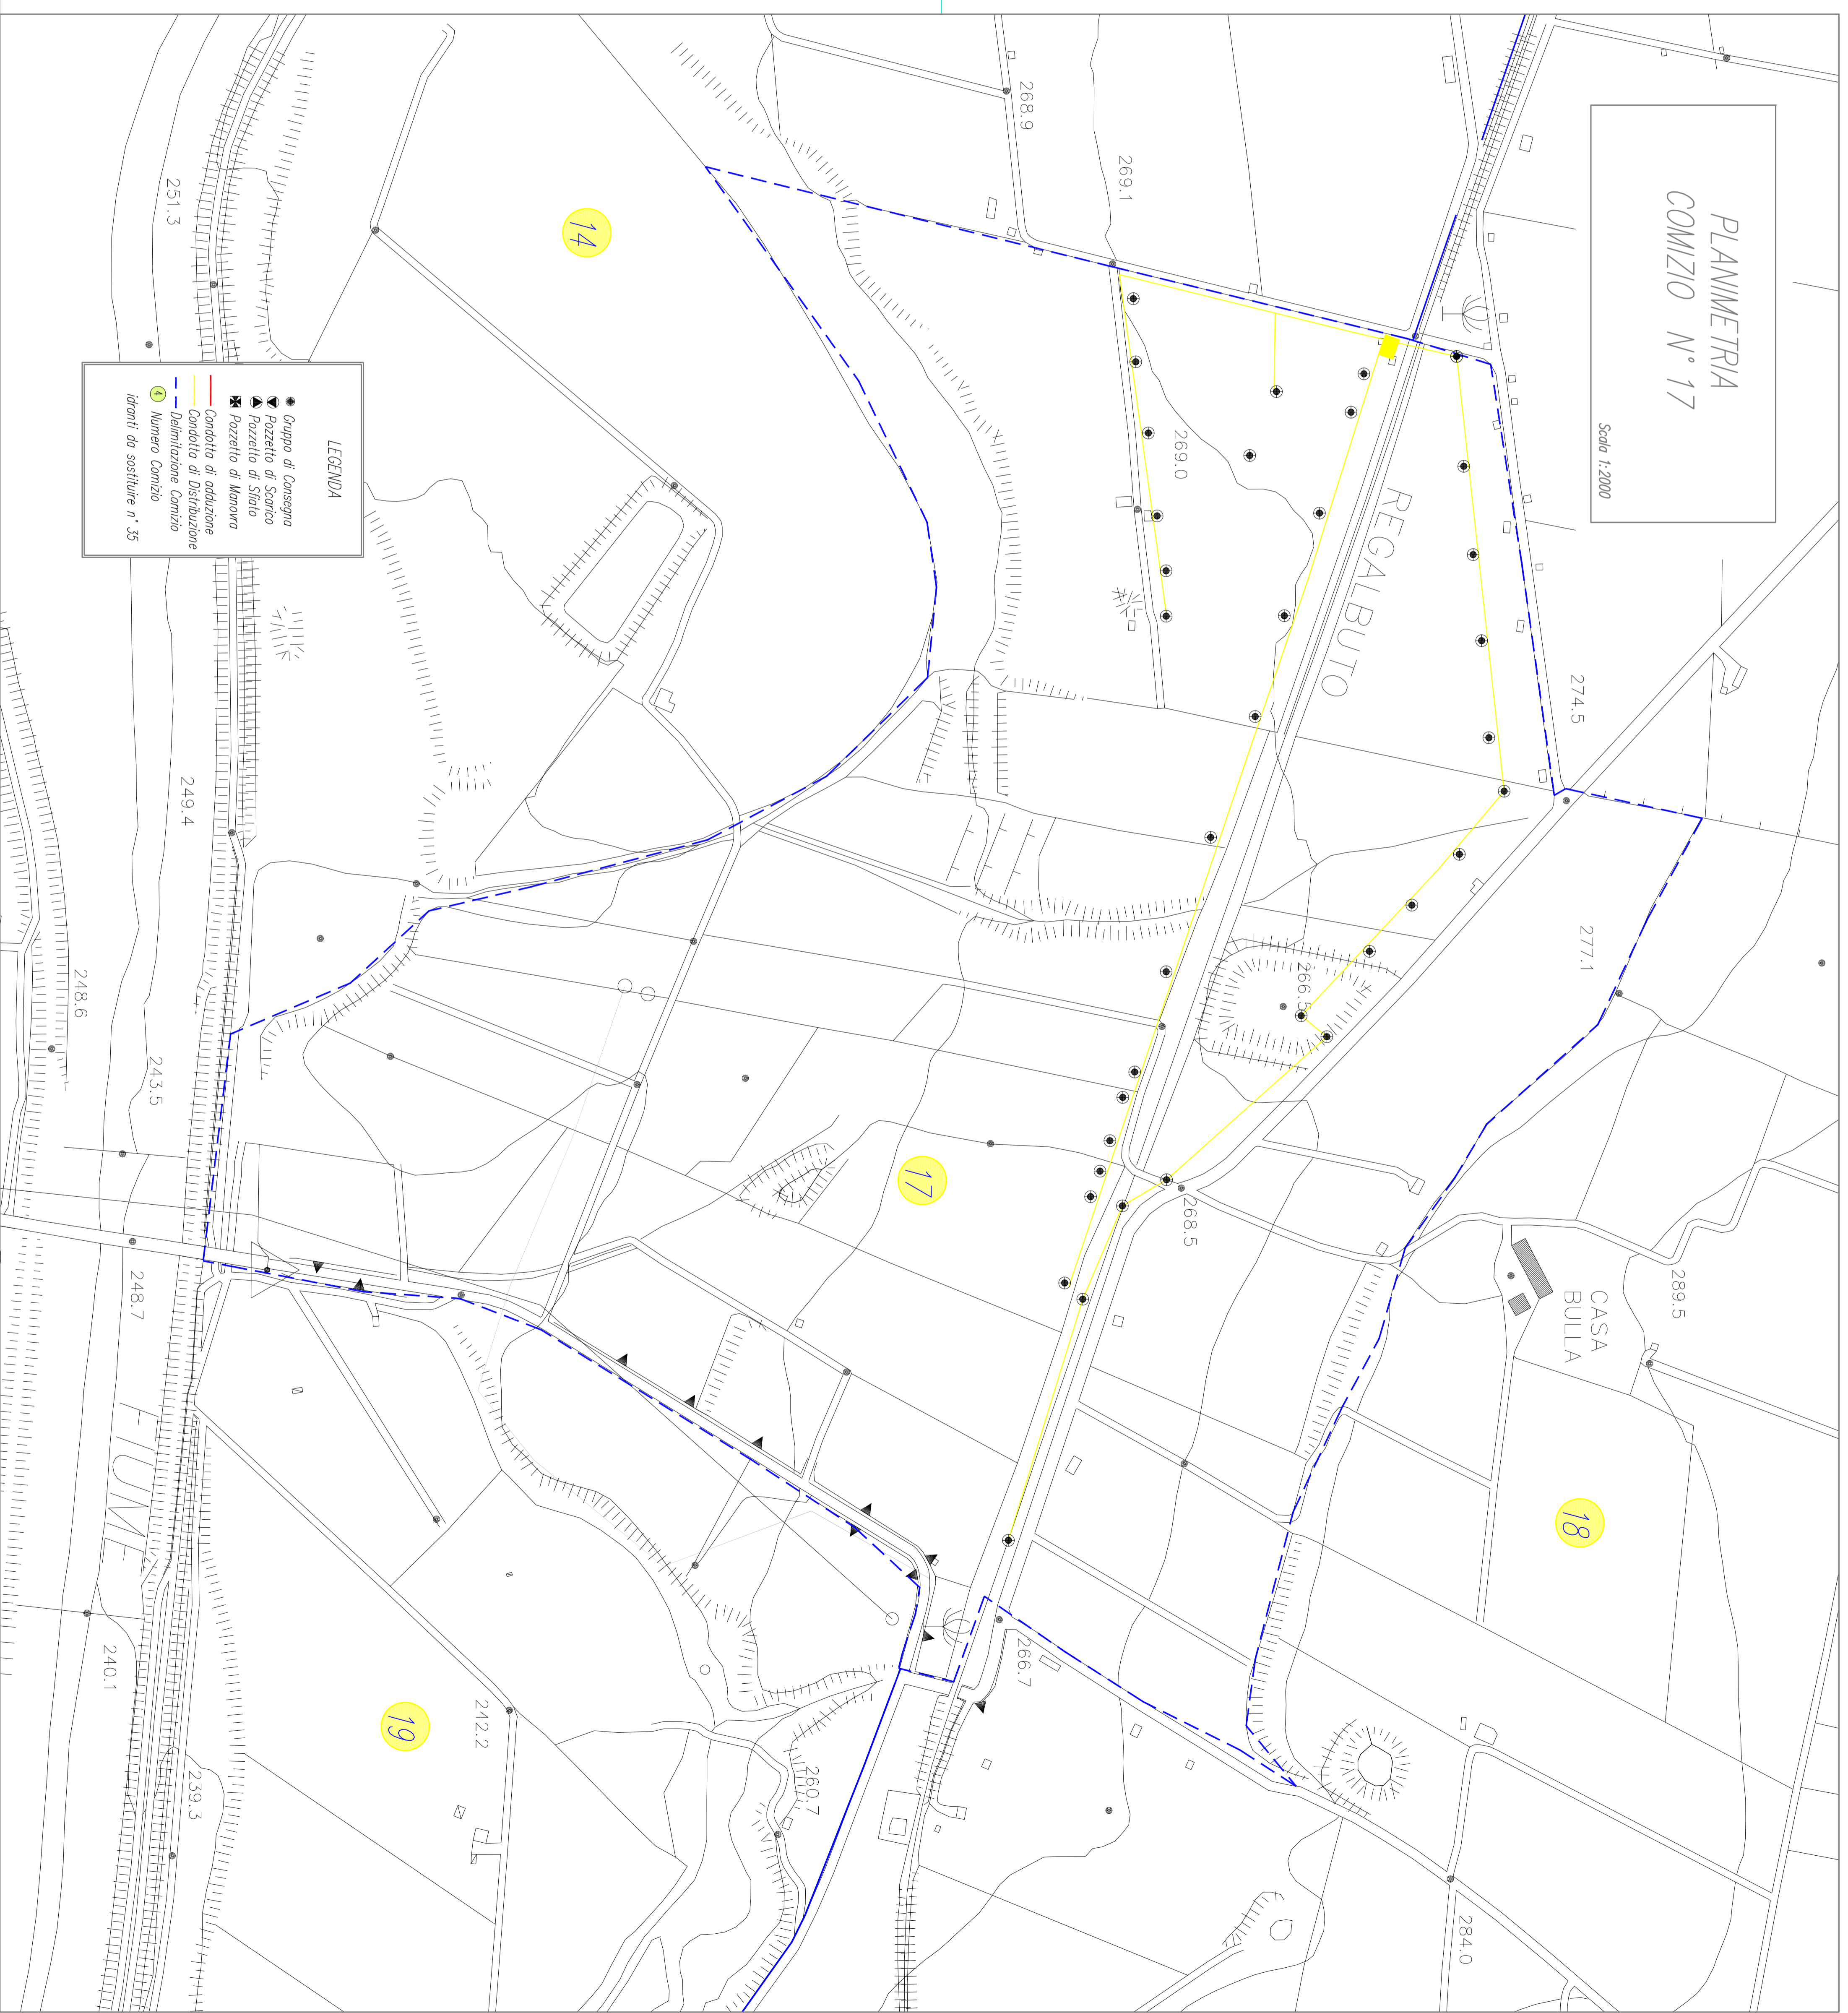 PLANIMETRIA
COMIZIO N° 17
Scala 1:2000
274.5
277.1
289.5
CASA
BULLA
18
284.0
REGALBUTO
266.5
268.5
266.7
268.9
269.1
269.0
17
260.7
14
19
242.2
251.3
249.4
248.6
243.5
248.7
FIUME
240.1
239.3
LEGENDA
Gruppo di Consegna
Pozzetto di Scarico
Pozzetto di Sfiato
Pozzetto di Manovra
Condotta di adduzione
Condotta di Distribuzione
Delimitazione Comizio
4 Numero Comizio
idranti da sostituire n° 35